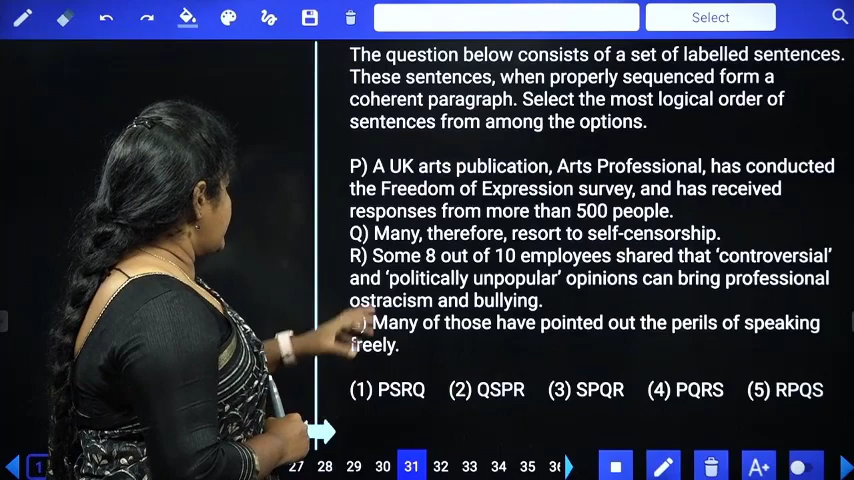 Select
The question below consists of a set of labelled sentences.
These sentences, when properly sequenced form a
coherent paragraph. Select the most logical order of
sentences from among the options.
P) A UK arts publication, Arts Professional, has conducted
the Freedom of Expression survey, and has received
responses from more than 500 people.
Q) Many, therefore, resort to self-censorship.
R) Some 8 out of 10 employees shared that ‘controversial’
and ‘politically unpopular’ opinions can bring professional
ostracism and bullying.
) Many of those have pointed out the perils of speaking
freely.
(1) PSRQ (2) QSPR (3) SPQR (4) PQRS (5) RPQS
1 27 28 29 30 31 32 33 34 35 A+